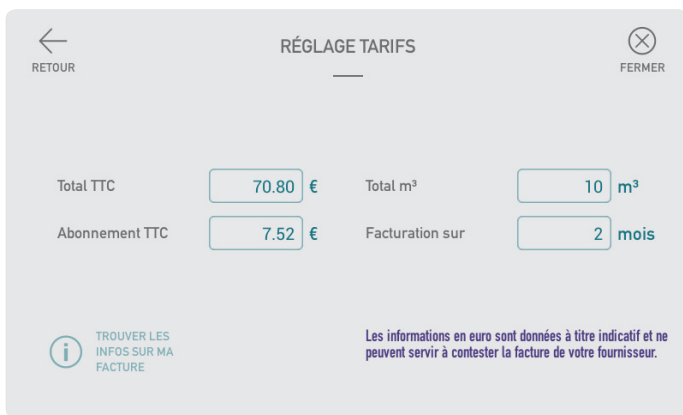 RETOUR
RÉGLAGE TARIFS
FERMER
Total TTC 70.80 € Total m³ 10 m³
Abonnement TTC 7.52 € Facturation sur 2 mois
TROUVER LES
INFOS SUR MA
FACTURE
Les informations en euro sont données à titre indicatif et ne
peuvent servir à contester la facture de votre fournisseur.